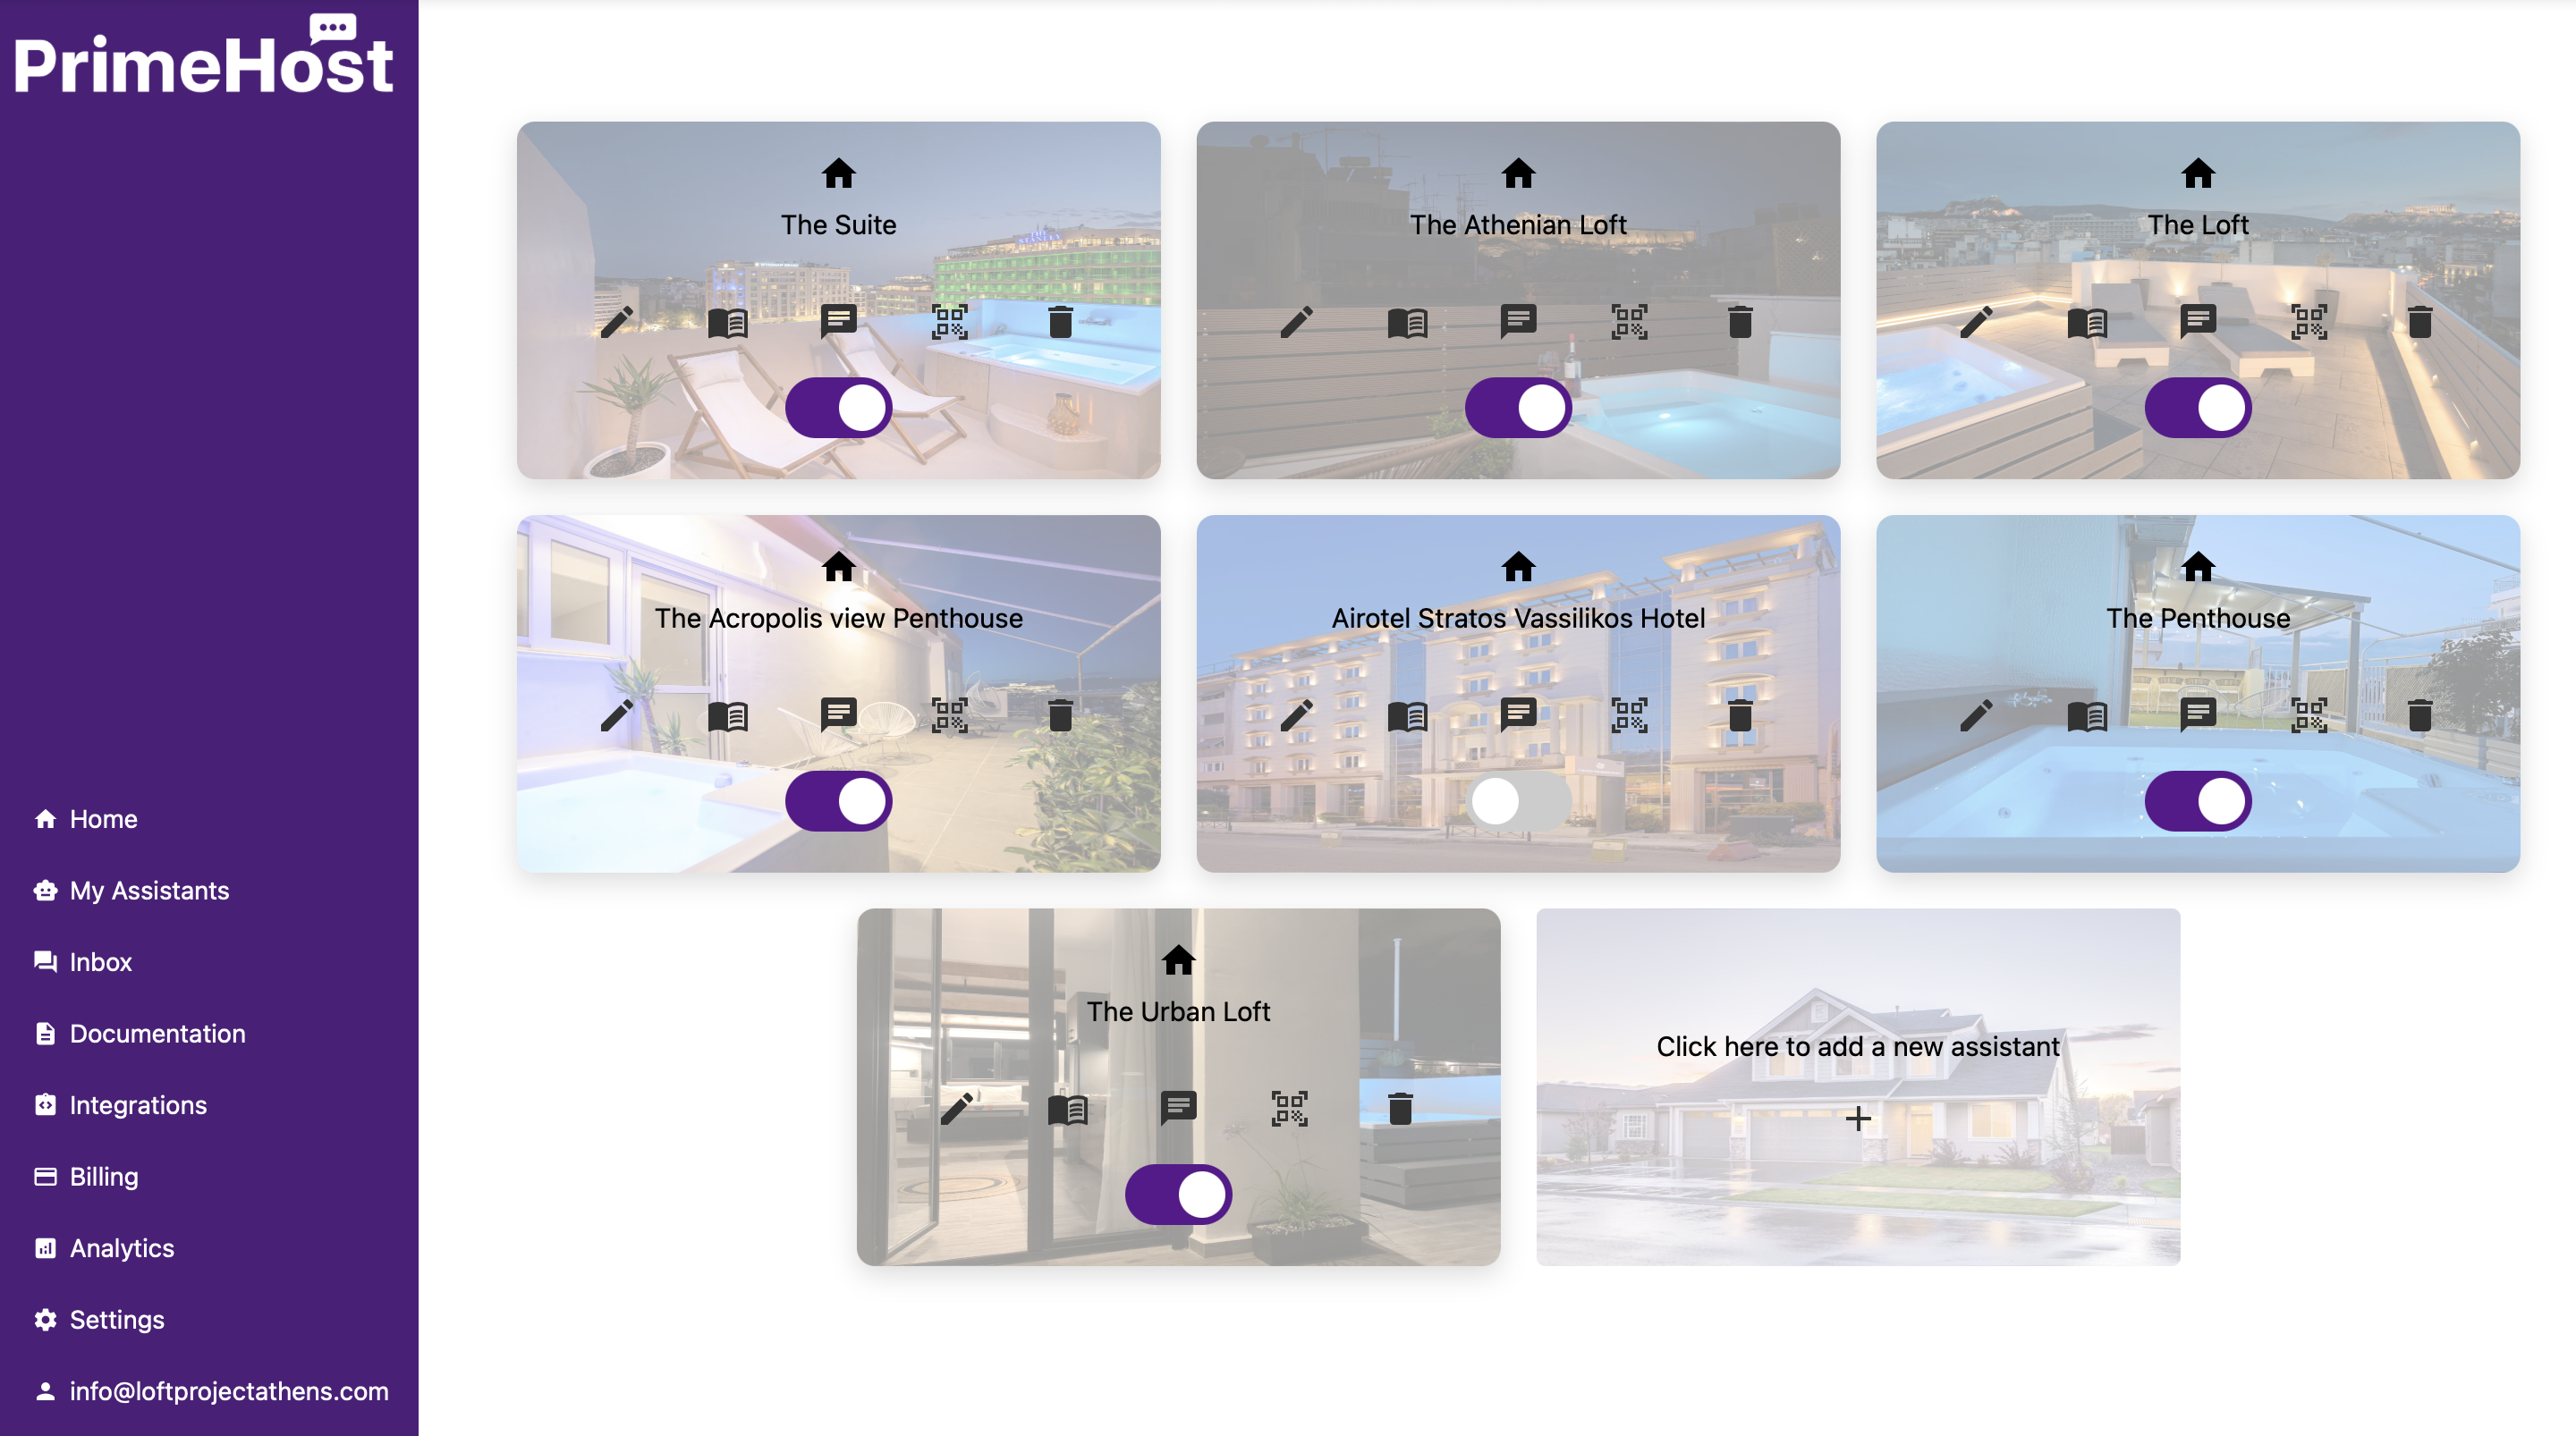 PrimeHost
Home
My Assistants
Inbox
Documentation
Integrations
Billing
Analytics
Settings
info@loftprojectathens.com
The Suite
The Athenian Loft
The Loft
The Acropolis view Penthouse
Airotel Stratos Vassilikos Hotel
The Penthouse
The Urban Loft
Click here to add a new assistant